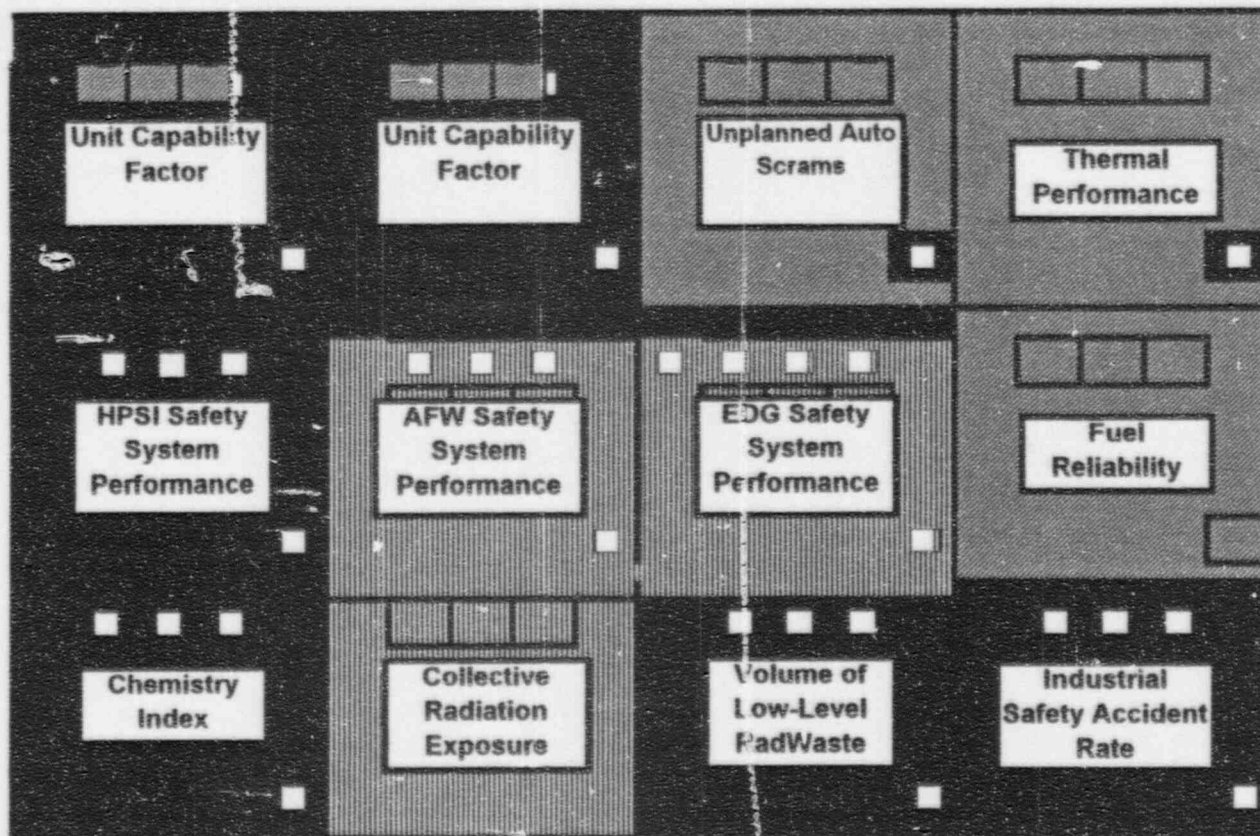 Unit Capability
Factor
Unit Capability
Factor
Unplanned Auto
Scrams
Thermal
Performance
HPSI Safety
System
Performance
AFW Safety
System
Performance
EDG Safety
System
Performance
Fuel
Reliability
Chemistry
Index
Collective
Radiation
Exposure
Volume of
Low-Level
RadWaste
Industrial
Safety Accident
Rate